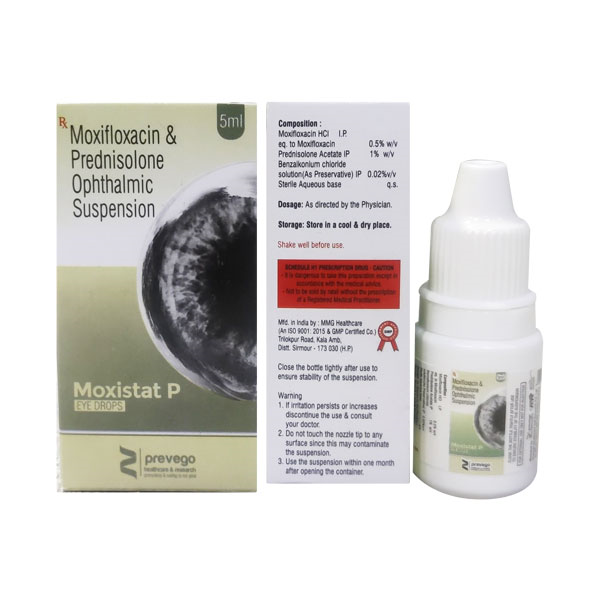 Rx
5ml
Moxifloxacin &
Prednisolone
Ophthalmic
Suspension
Moxistat P
EYE DROPS
prevego
healthcare & research
Composition :
Moxifloxacin HCl I.P.
eq. to Moxifloxacin 0.5% w/v
Prednisolone Acetate IP 1% w/v
Benzalkonium chloride
solution(As Preservative) IP 0.02%v/v
Sterile Aqueous base q.s.
Dosage: As directed by the Physician.
Storage: Store in a cool & dry place.
Shake well before use.
SCHEDULE H1 PRESCRIPTION DRUG - CAUTION
- It is dangerous to take this preparation except in
accordance with the medical advice.
- Not to be sold by retail without the prescription
of a Registered Medical Practitioner.
Mfd. in India by : MMG Healthcare
(An ISO 9001: 2015 & GMP Certified Co.)
Trilokpur Road, Kala Amb,
Distt. Sirmour - 173 030 (H.P)
GMP
Close the bottle tightly after use to
ensure stability of the suspension.
Warning
1. If irritation persists or increases
discontinue the use & consult
your doctor.
2. Do not touch the nozzle tip to any
surface since this may contaminate
the suspension.
3. Use the suspension within one month
after opening the container.
Moxifloxacin &
Prednisolone
Ophthalmic
Suspension
Moxistat P
EYE DROPS
prevego